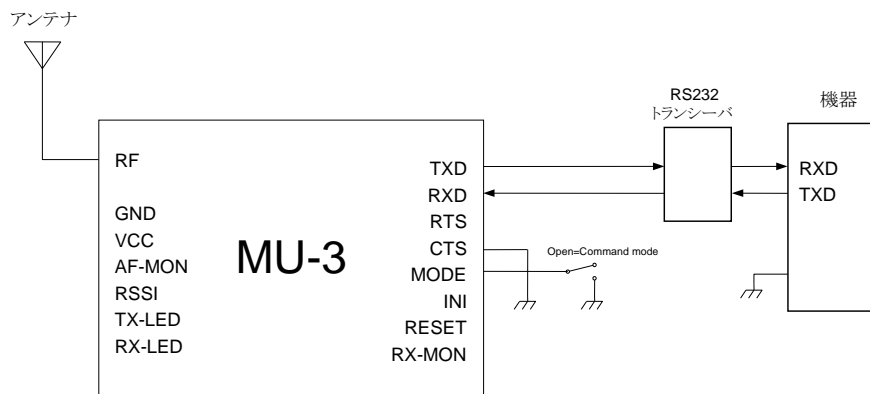 アンテナ
RF
GND
VCC
AF-MON
RSSI
TX-LED
RX-LED
MU-3
TXD
RXD
RTS
CTS
MODE
INI
RESET
RX-MON
Open=Command mode
RS232
トランシーバ
機器
RXD
TXD